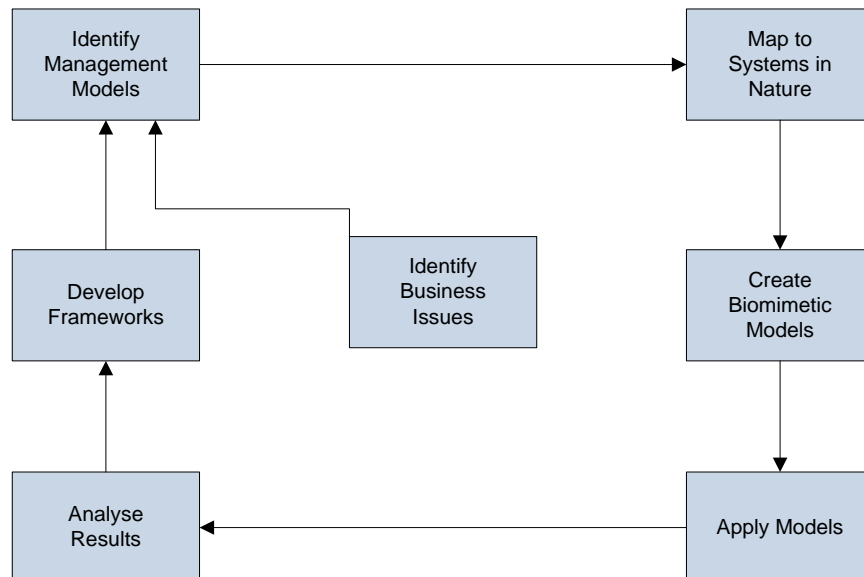 Identify
Management
Models
Map to
Systems in
Nature
Identify
Business
Issues
Develop
Frameworks
Create
Biomimetic
Models
Analyse
Results
Apply Models